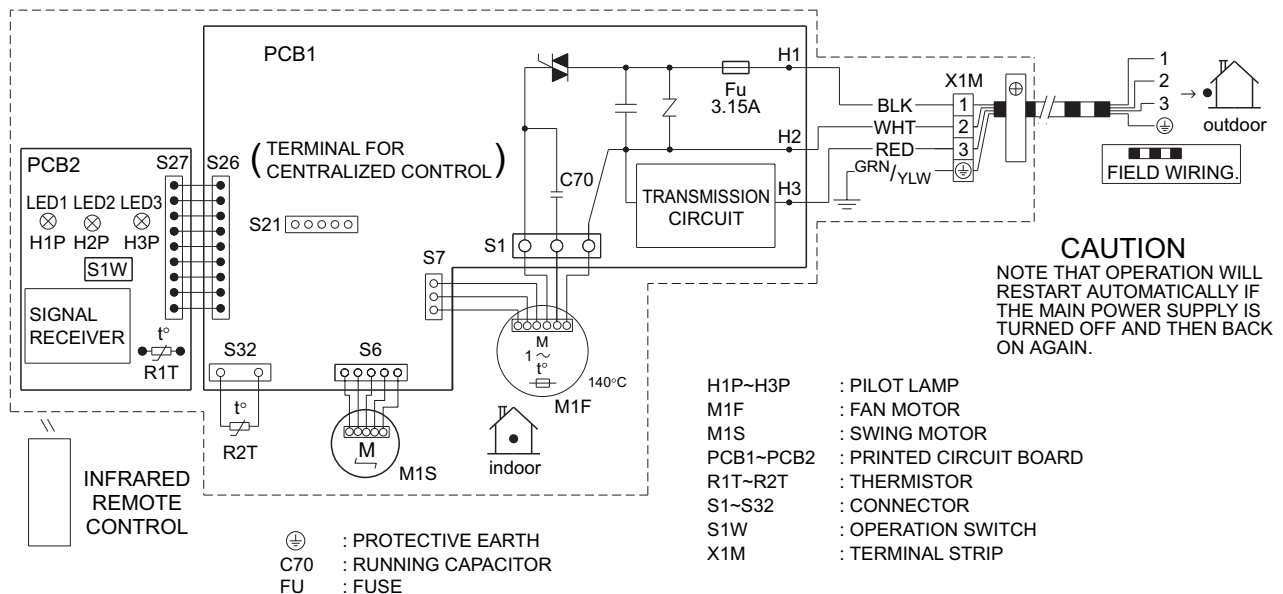 PCB1
H1
Fu
3.15A
X1M
BLK
1
WHT
2
RED
3
GRN/YLW
H2
H3
1
2
3
outdoor
FIELD WIRING.
(TERMINAL FOR
CENTRALIZED CONTROL)
C70
TRANSMISSION
CIRCUIT
PCB2
S27
S26
LED1 LED2 LED3
H1P H2P H3P
S1W
SIGNAL
RECEIVER
t°
R1T
S21
S1
S7
S32
t°
R2T
S6
M
M1S
M
1 ~
t°
140°C
M1F
indoor
CAUTION
NOTE THAT OPERATION WILL
RESTART AUTOMATICALLY IF
THE MAIN POWER SUPPLY IS
TURNED OFF AND THEN BACK
ON AGAIN.
INFRARED
REMOTE
CONTROL
: PROTECTIVE EARTH
C70 : RUNNING CAPACITOR
FU : FUSE
H1P~H3P : PILOT LAMP
M1F : FAN MOTOR
M1S : SWING MOTOR
PCB1~PCB2 : PRINTED CIRCUIT BOARD
R1T~R2T : THERMISTOR
S1~S32 : CONNECTOR
S1W : OPERATION SWITCH
X1M : TERMINAL STRIP